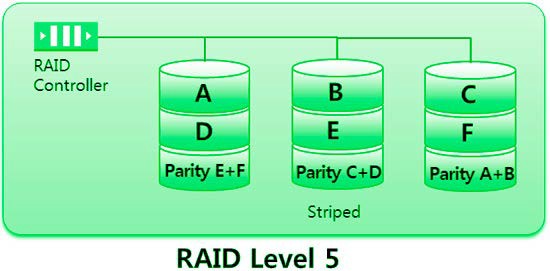 RAID
Controller
A B C
D E F
Parity E+F Parity C+D Parity A+B
Striped
RAID Level 5